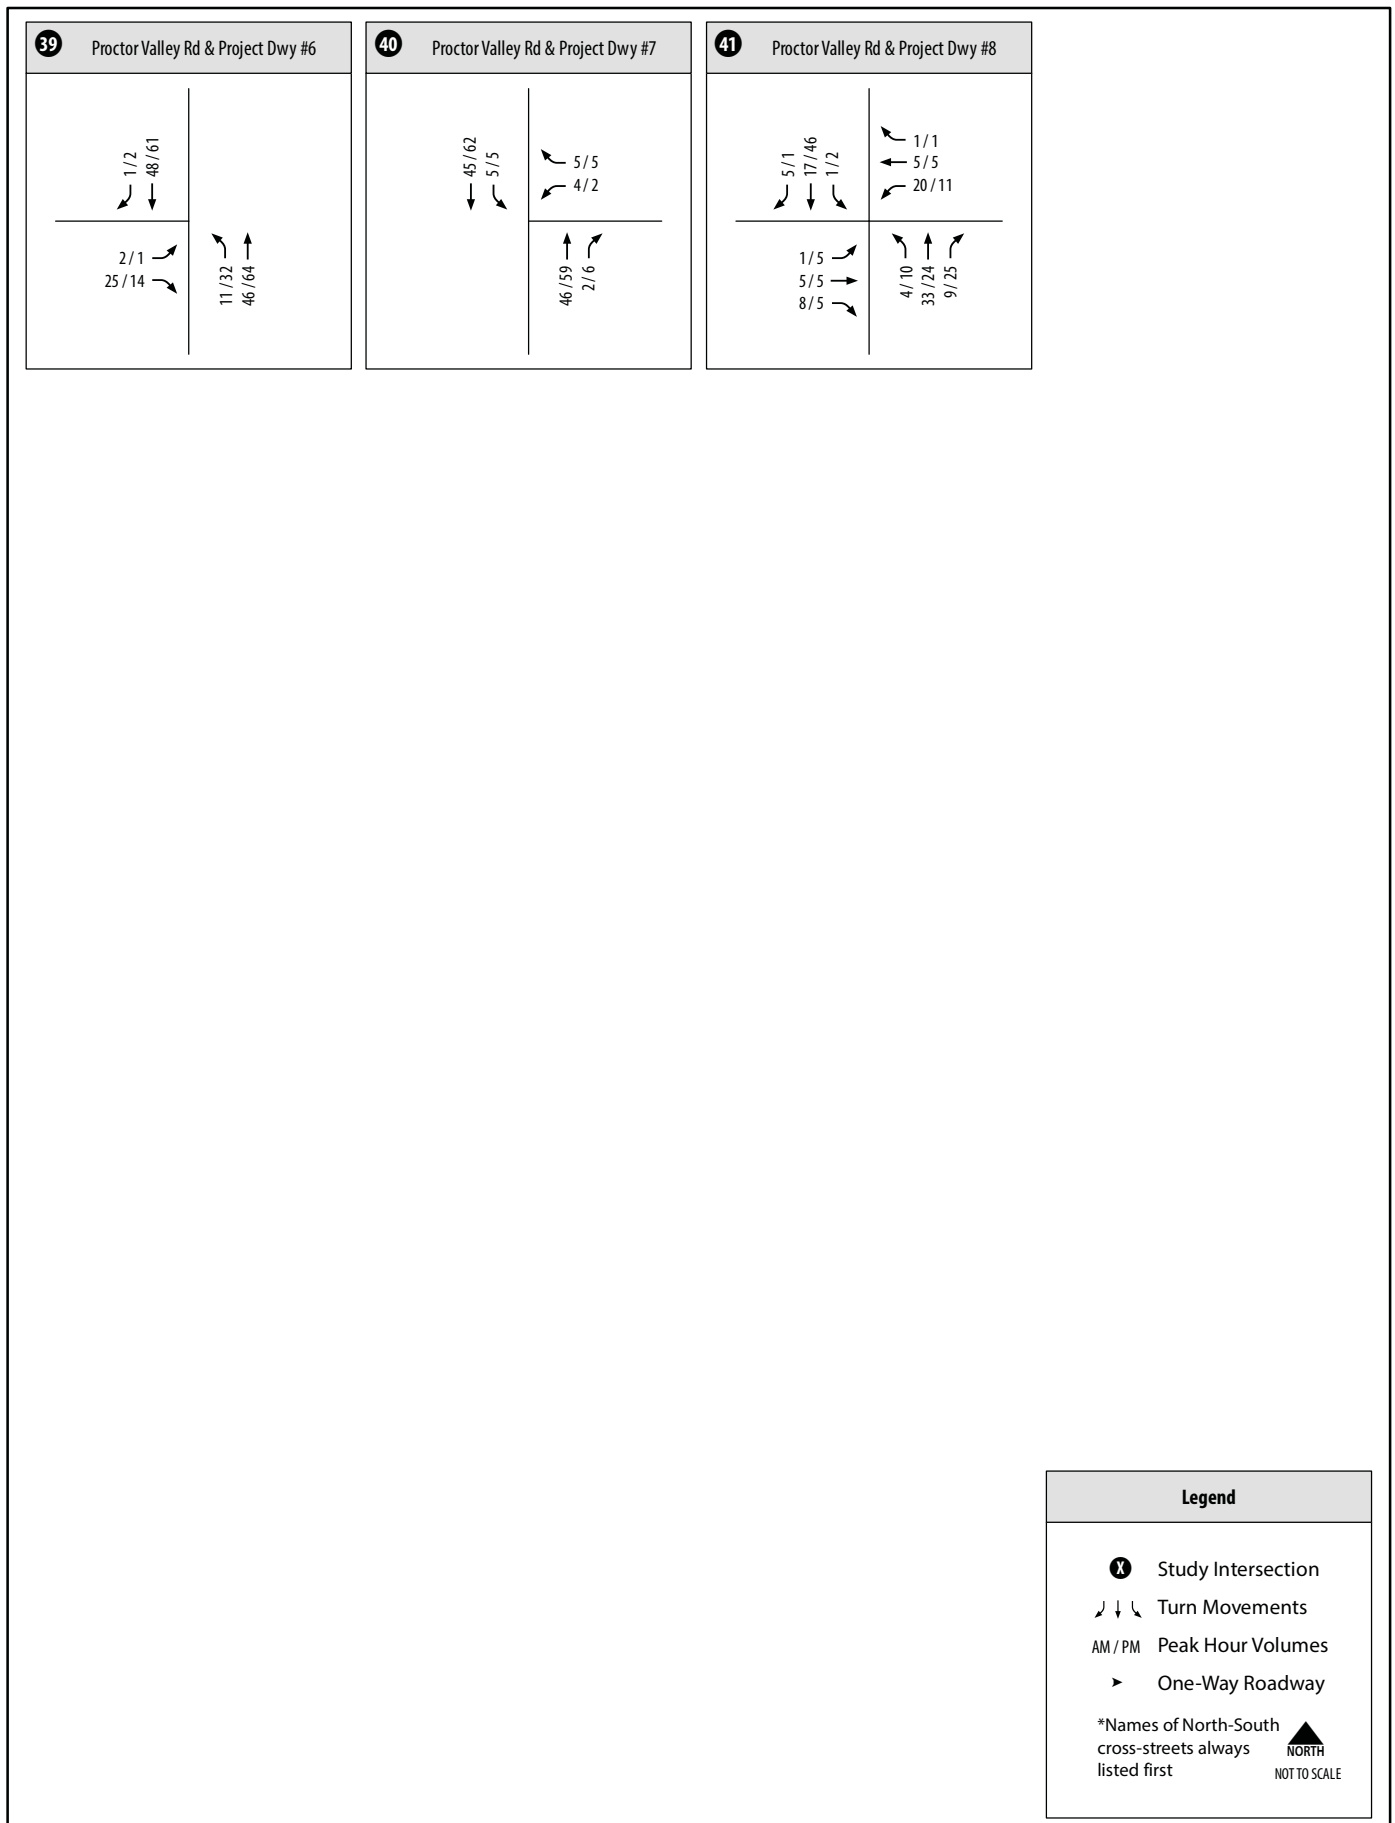 39 Proctor Valley Rd & Project Dwy #6
1 / 2
48 / 61
2 / 1
25 / 14
11 / 32
46 / 64
40 Proctor Valley Rd & Project Dwy #7
45 / 62
5 / 5
5 / 5
4 / 2
46 / 59
2 / 6
41 Proctor Valley Rd & Project Dwy #8
5 / 1
17 / 46
1 / 2
1 / 1
5 / 5
20 / 11
1 / 5
5 / 5
8 / 5
4 / 10
33 / 24
9 / 25
Legend
X Study Intersection
Turn Movements
AM / PM Peak Hour Volumes
One-Way Roadway
*Names of North-South
cross-streets always
listed first
NORTH
NOT TO SCALE